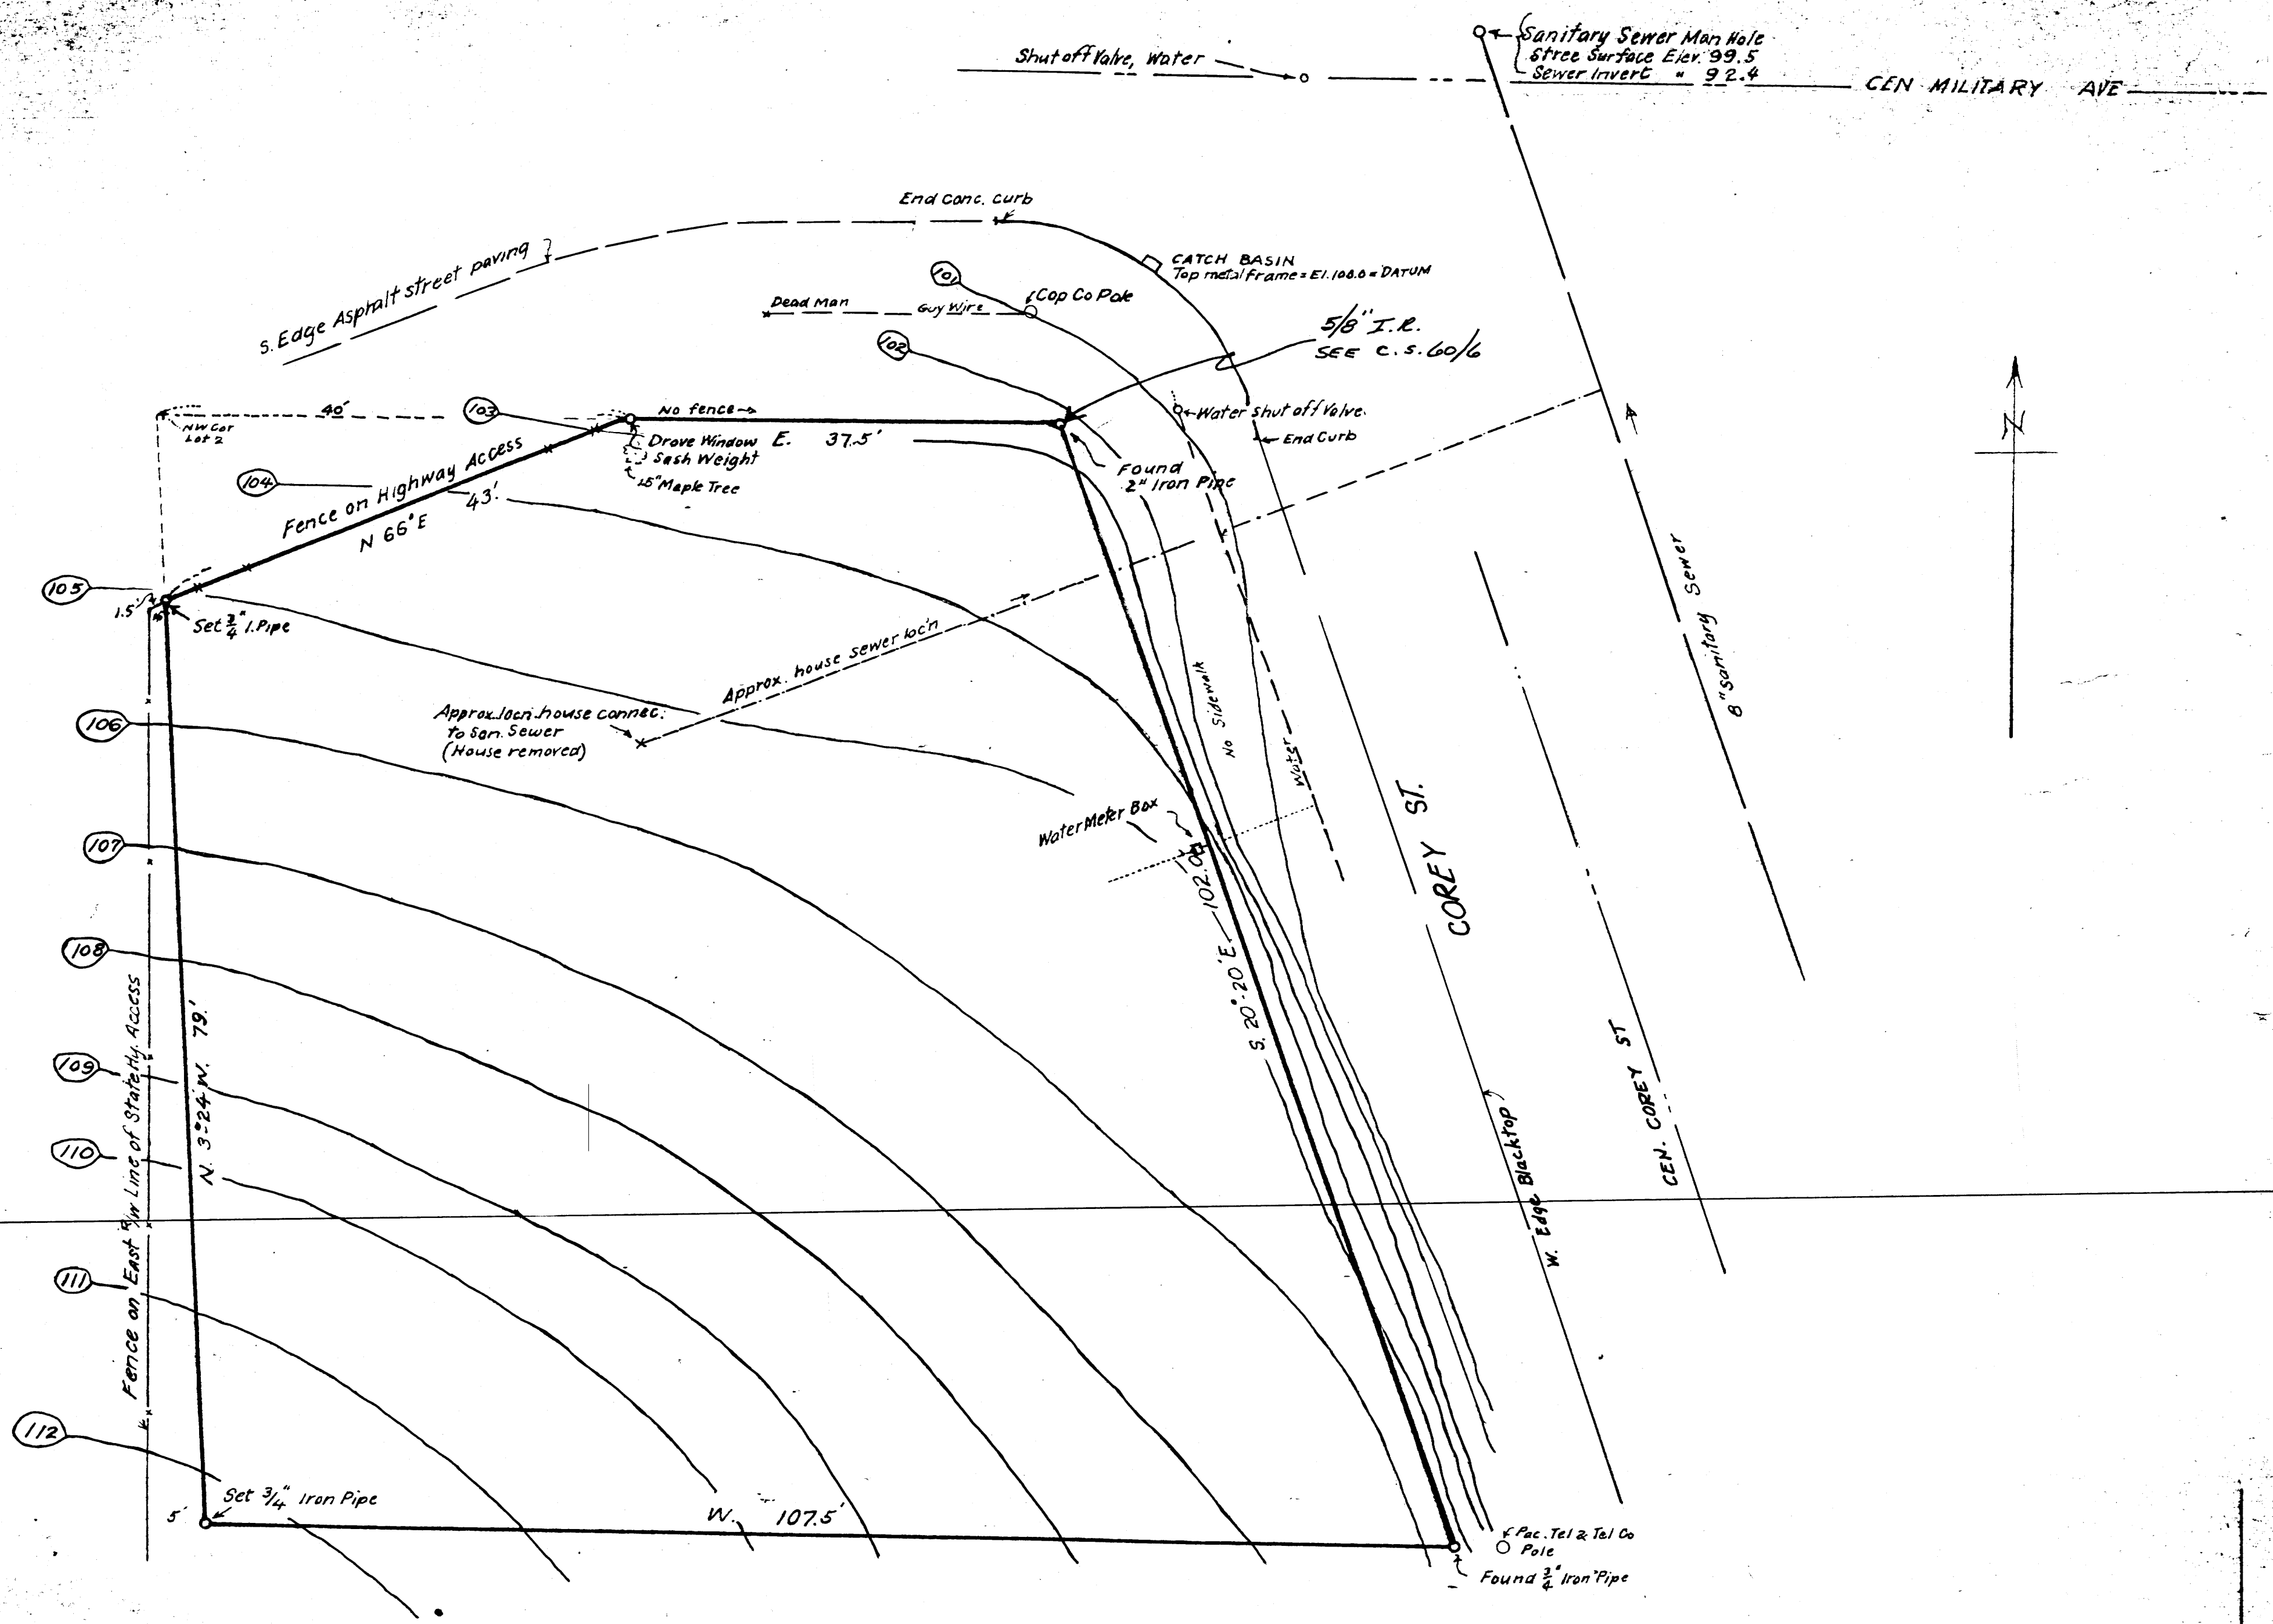 Shut off Valve, Water
Sanitary Sewer Man Hole
Stree Surface Elev. 99.5
Sewer Invert " 92.4
CEN MILITARY AVE
End Conc. Curb
S. Edge Asphalt street paving
CATCH BASIN
Top metal frame = El. 100.0 = DATUM
101
Cop Co Pole
Dead Man
Guy Wire
102
5/8" I.R.
SEE C.S. 60/6
N
40'
103
No fence
NW Cor
Lot 2
Drove Window
Sash Weight
E. 37.5'
15" Maple Tree
Water Shut off Valve.
End Curb
Found
2" Iron Pipe
104
Fence on Highway Access
43'
N 66° E
105
1.5'
Set 3/4" I. Pipe
8" Sanitary Sewer
Approx. house sewer loc'n
Approx. locn. house connec.
to San. Sewer
(House removed)
No Sidewalk
Water
106
Water Meter Box
COREY ST.
107
108
S. 20°-20' E. 102.0
Fence on East R/W Line of State Hy. Access
N. 3°-24' W. 79.'
109
110
W. Edge Blacktop
CEN. COREY ST
111
112
Set 3/4" Iron Pipe
5'
W. 107.5'
Pac. Tel & Tel Co
Pole
Found 3/4" Iron Pipe